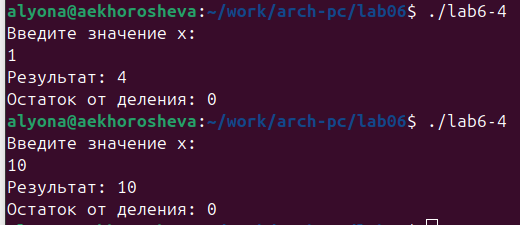 alyona@aekhorosheva:~/work/arch-pc/lab06$ ./lab6-4
Введите значение x:
1
Результат: 4
Остаток от деления: 0
alyona@aekhorosheva:~/work/arch-pc/lab06$ ./lab6-4
Введите значение x:
10
Результат: 10
Остаток от деления: 0